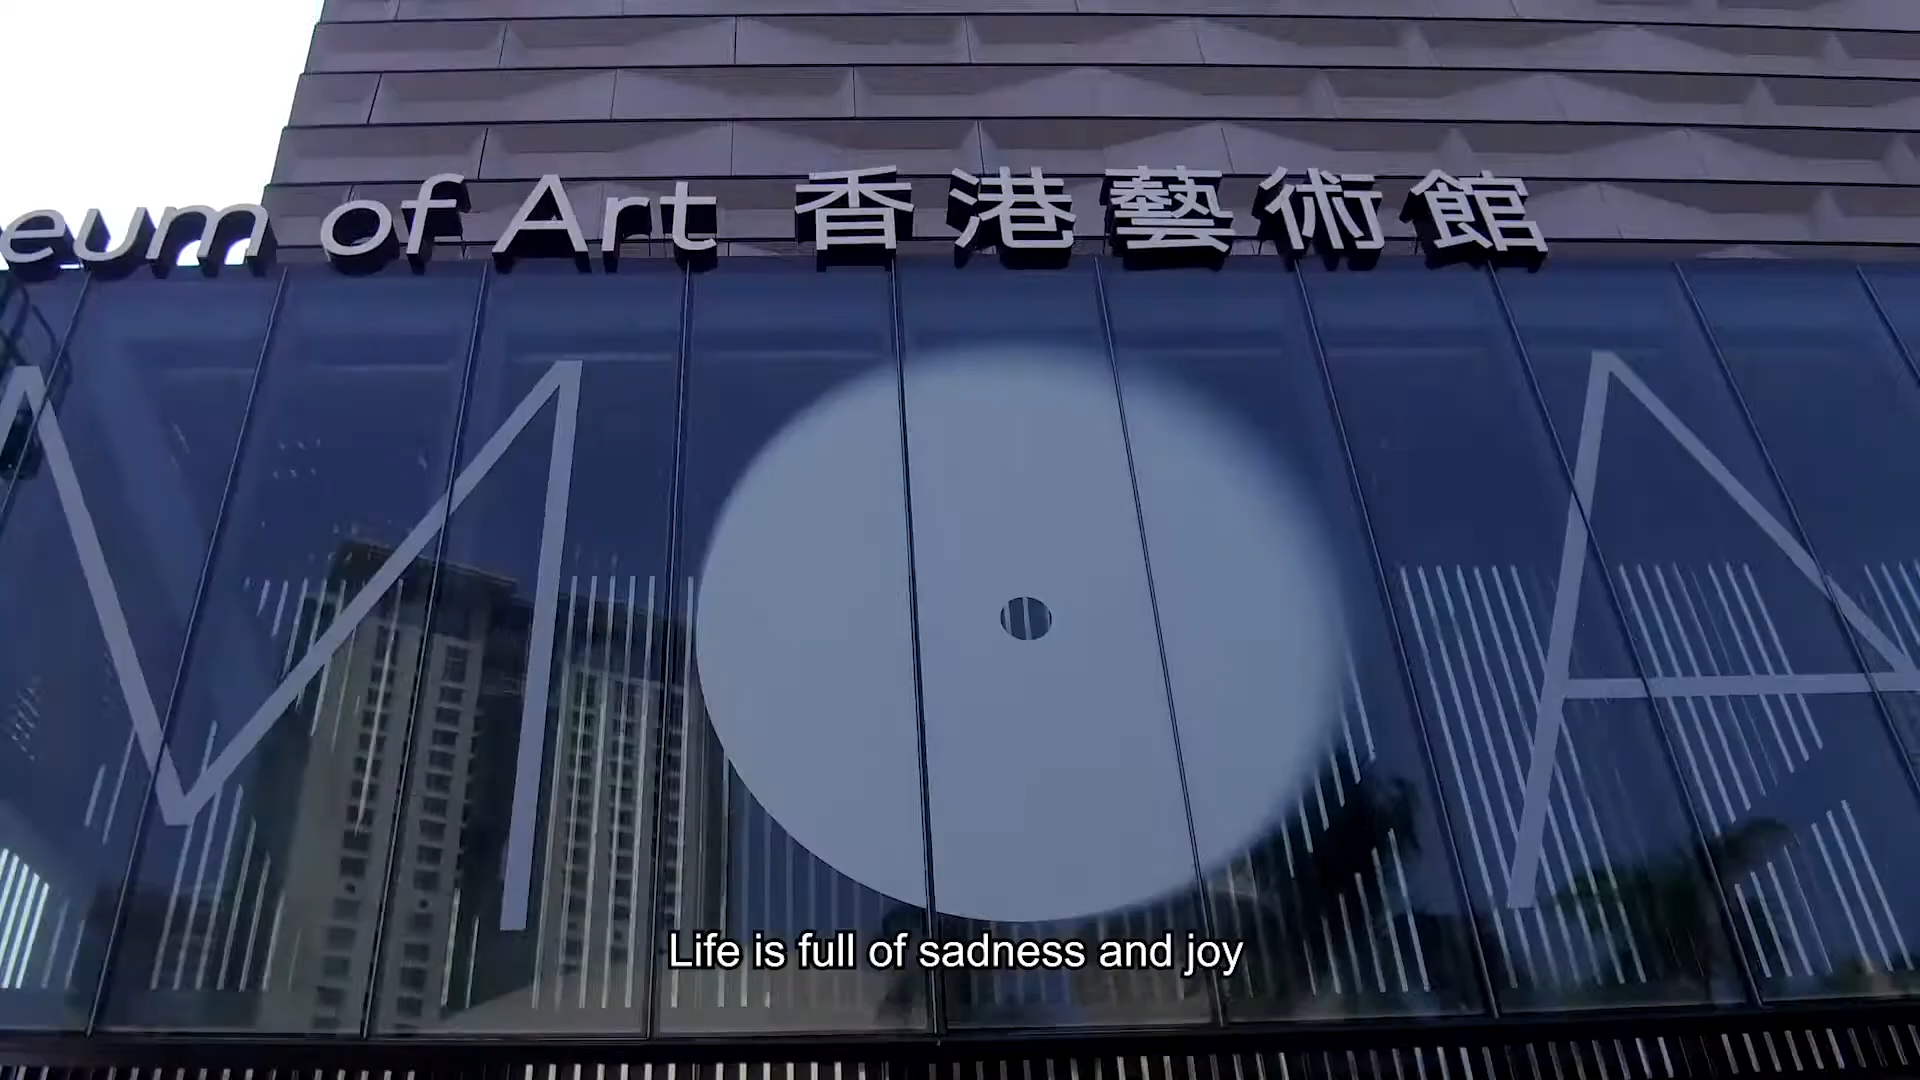 eum of Art 香港藝術館
M O A
Life is full of sadness and joy